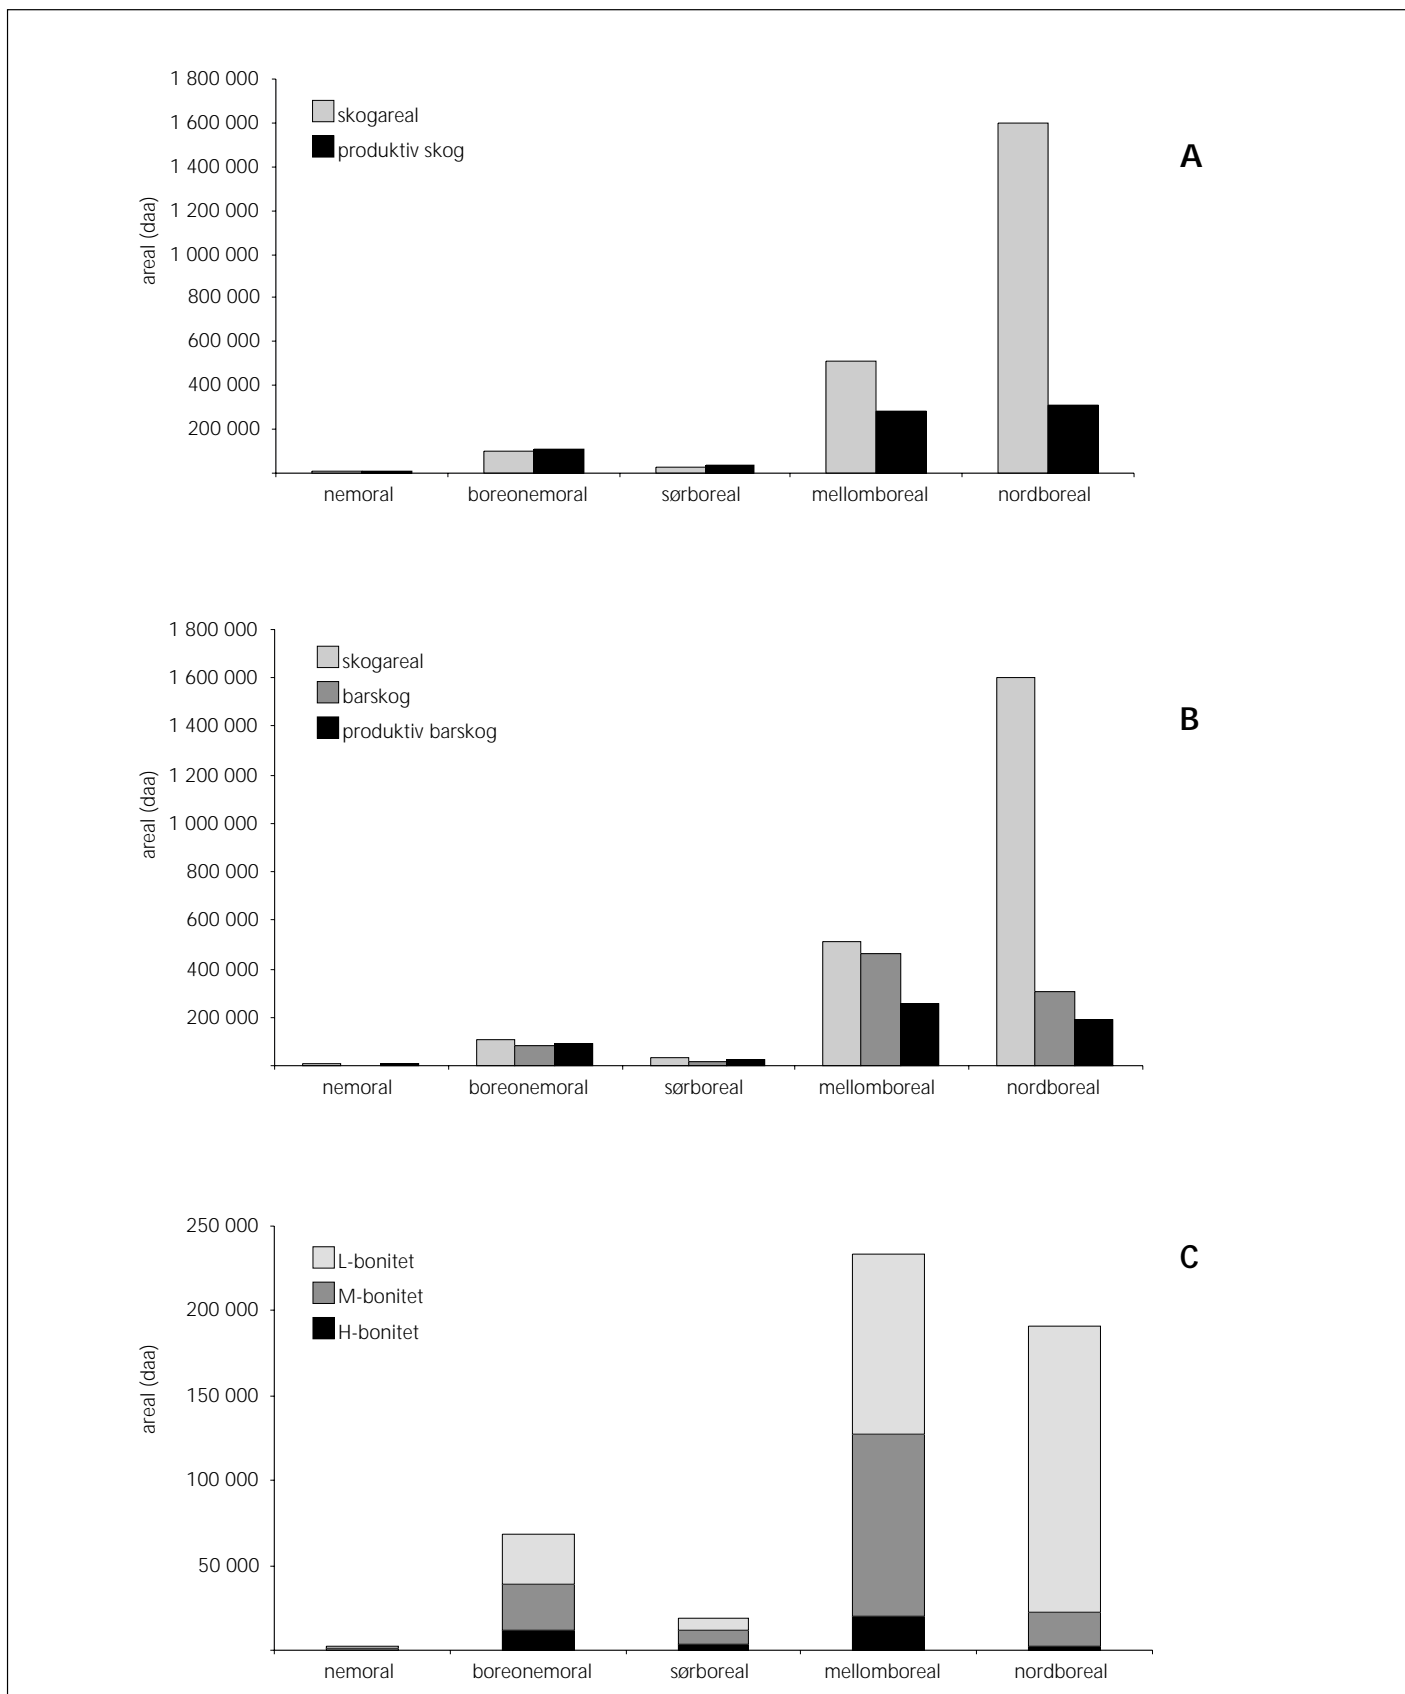 1 800 000
1 600 000
1 400 000
1 200 000
1 000 000
800 000
600 000
400 000
200 000
areal (daa)
skogareal
produktiv skog
A
nemoral boreonemoral sørboreal mellomboreal nordboreal
1 800 000
1 600 000
1 400 000
1 200 000
1 000 000
800 000
600 000
400 000
200 000
areal (daa)
skogareal
barskog
produktiv barskog
B
nemoral boreonemoral sørboreal mellomboreal nordboreal
250 000
200 000
150 000
100 000
50 000
areal (daa)
L-bonitet
M-bonitet
H-bonitet
C
nemoral boreonemoral sørboreal mellomboreal nordboreal